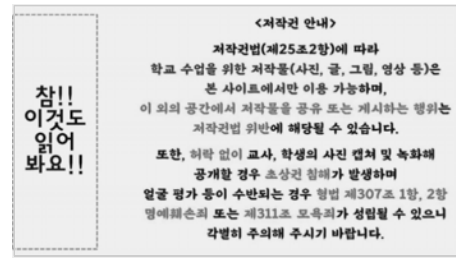 참!!
이것도
읽어
봐요!!
<저작권 안내>
저작권법(제25조2항)에 따라
학교 수업을 위한 저작물(사진, 글, 그림, 영상 등)은
본 사이트에서만 이용 가능하며,
이 외의 공간에서 저작물을 공유 또는 게시하는 행위는
저작권법 위반에 해당될 수 있습니다.
또한, 허락 없이 교사, 학생의 사진 캡처 및 녹화해
공개할 경우 초상권 침해가 발생하며
얼굴 평가 등이 수반되는 경우 형법 제307조 1항, 2항
명예훼손죄 또는 제311조 모욕죄가 성립될 수 있으니
각별히 주의해 주시기 바랍니다.